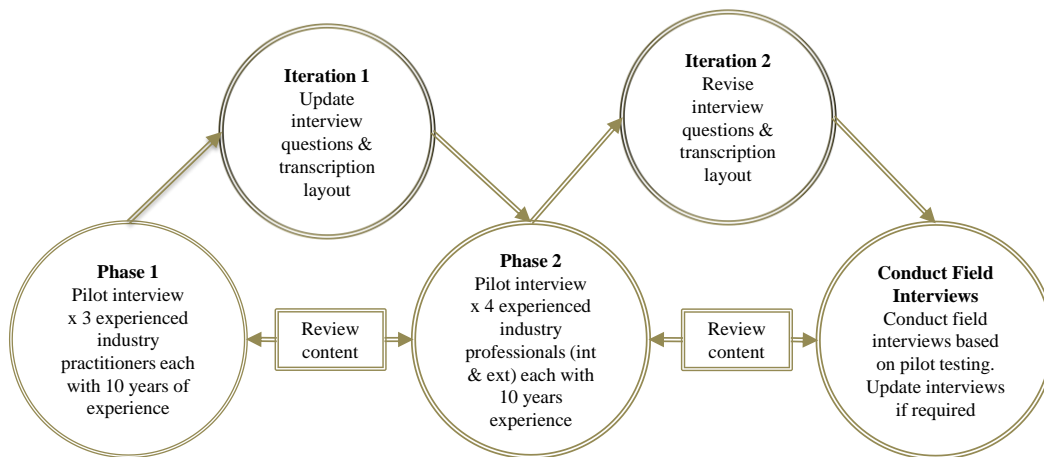 Iteration 1
Update
interview
questions &
transcription
layout
Iteration 2
Revise
interview
questions &
transcription
layout
Phase 1
Pilot interview
x 3 experienced
industry
practitioners each
with 10 years of
experience
Review
content
Phase 2
Pilot interview
x 4 experienced
industry
professionals (int
& ext) each with
10 years
experience
Review
content
Conduct Field
Interviews
Conduct field
interviews based
on pilot testing.
Update interviews
if required